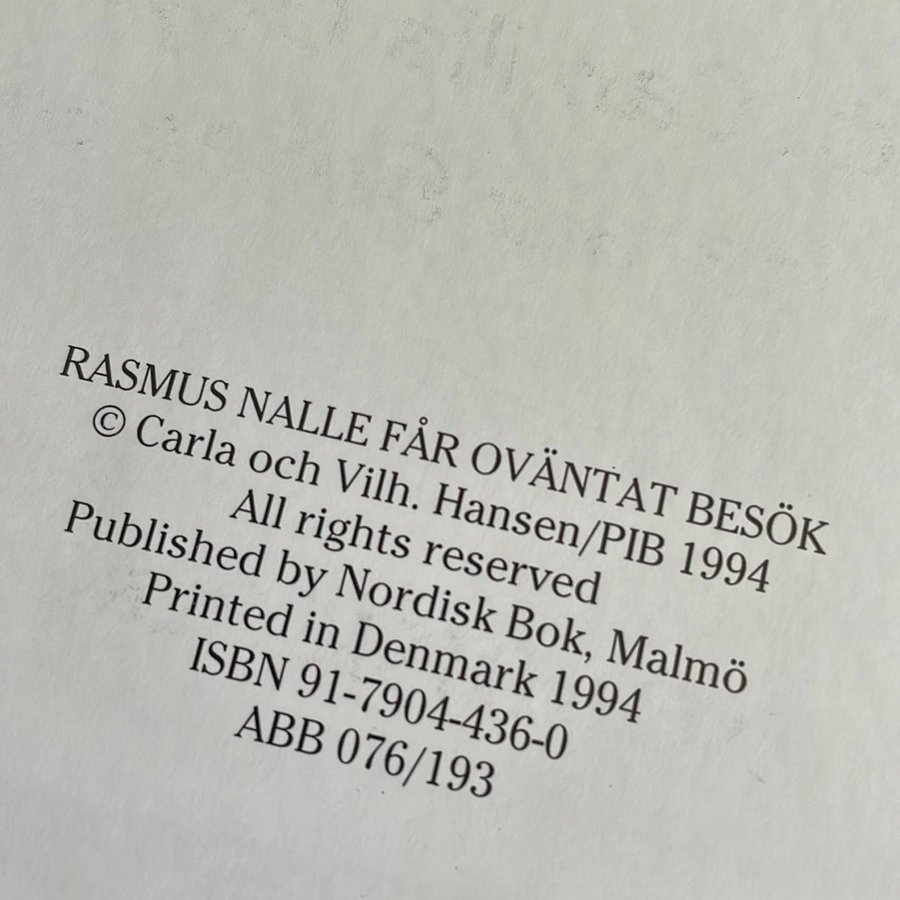 RASMUS NALLE FÅR OVÄNTAT BESÖK
© Carla och Vilh. Hansen/PIB 1994
All rights reserved
Published by Nordisk Bok, Malmö
Printed in Denmark 1994
ISBN 91-7904-436-0
ABB 076/193